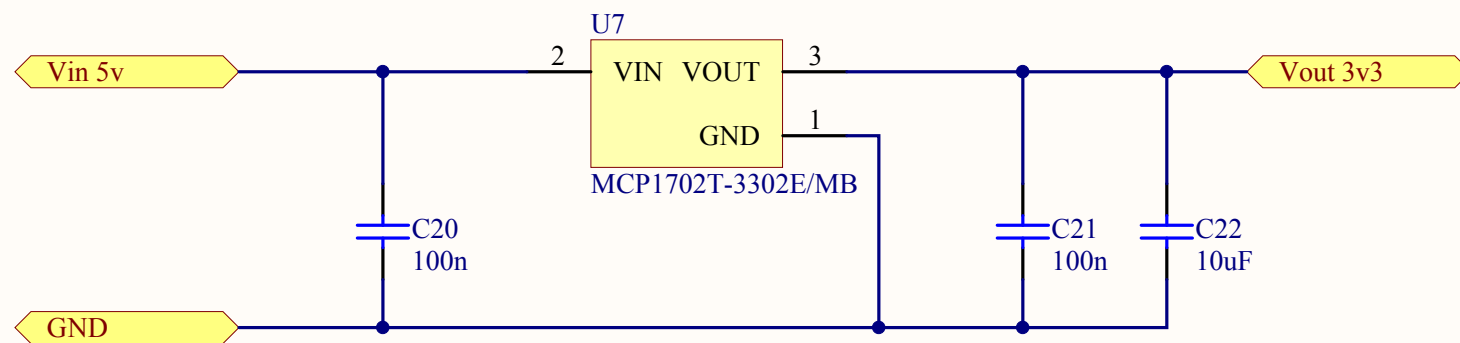 U7
Vin 5v
2
VIN VOUT
3
Vout 3v3
GND
1
MCP1702T-3302E/MB
C20
100n
C21
100n
C22
10uF
GND